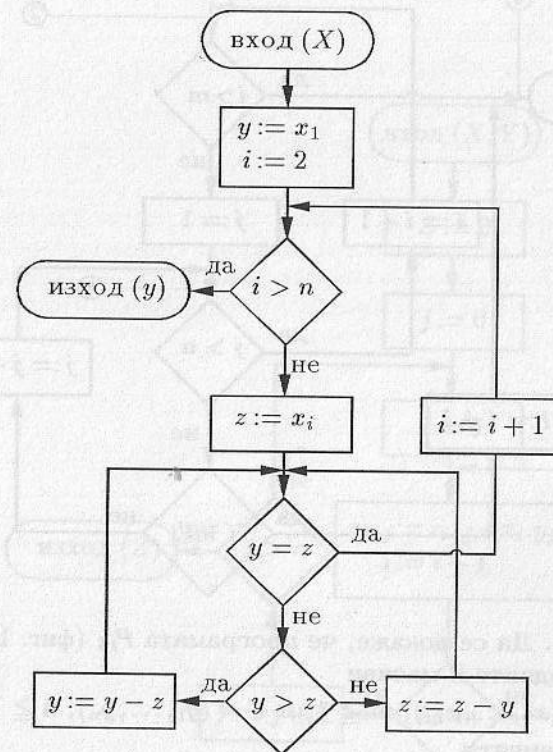 вход (X)
y := x₁
i := 2
да
изход (y)
i > n
не
z := xᵢ
i := i + 1
y = z
да
не
y := y − z
да
y > z
не
z := z − y